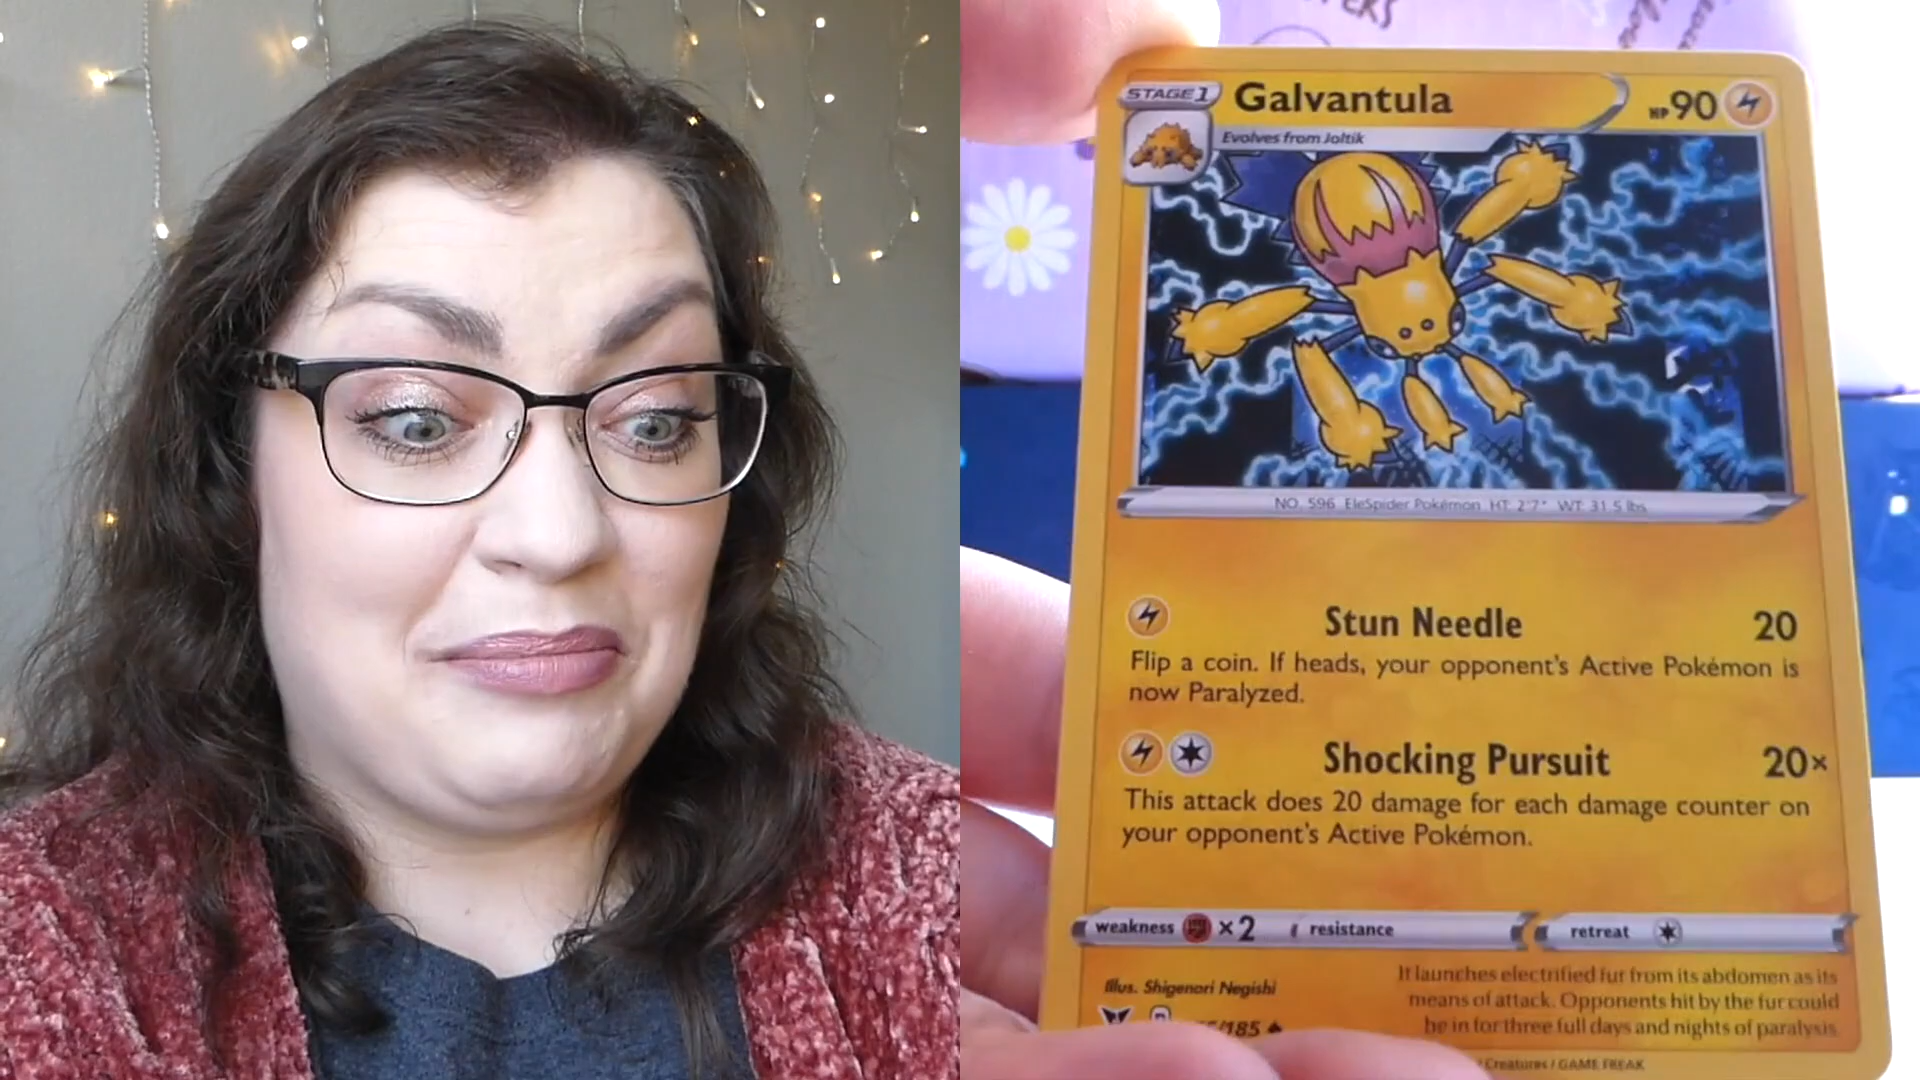 STAGE 1 Galvantula HP 90
Evolves from Joltik
NO. 596 EleSpider Pokémon HT: 2'7" WT: 31.5 lbs
Stun Needle 20
Flip a coin. If heads, your opponent's Active Pokémon is
now Paralyzed.
Shocking Pursuit 20×
This attack does 20 damage for each damage counter on
your opponent's Active Pokémon.
weakness ×2 resistance retreat
Illus. Shigenori Negishi
/185
It launches electrified fur from its abdomen as its
means of attack. Opponents hit by the fur could
be in for three full days and nights of paralysis.
Creatures / GAME FREAK